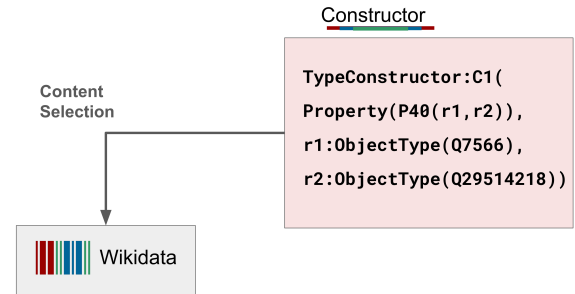 Constructor
TypeConstructor:C1(
Property(P40(r1,r2)),
r1:ObjectType(Q7566),
r2:ObjectType(Q29514218))
Content
Selection
Wikidata